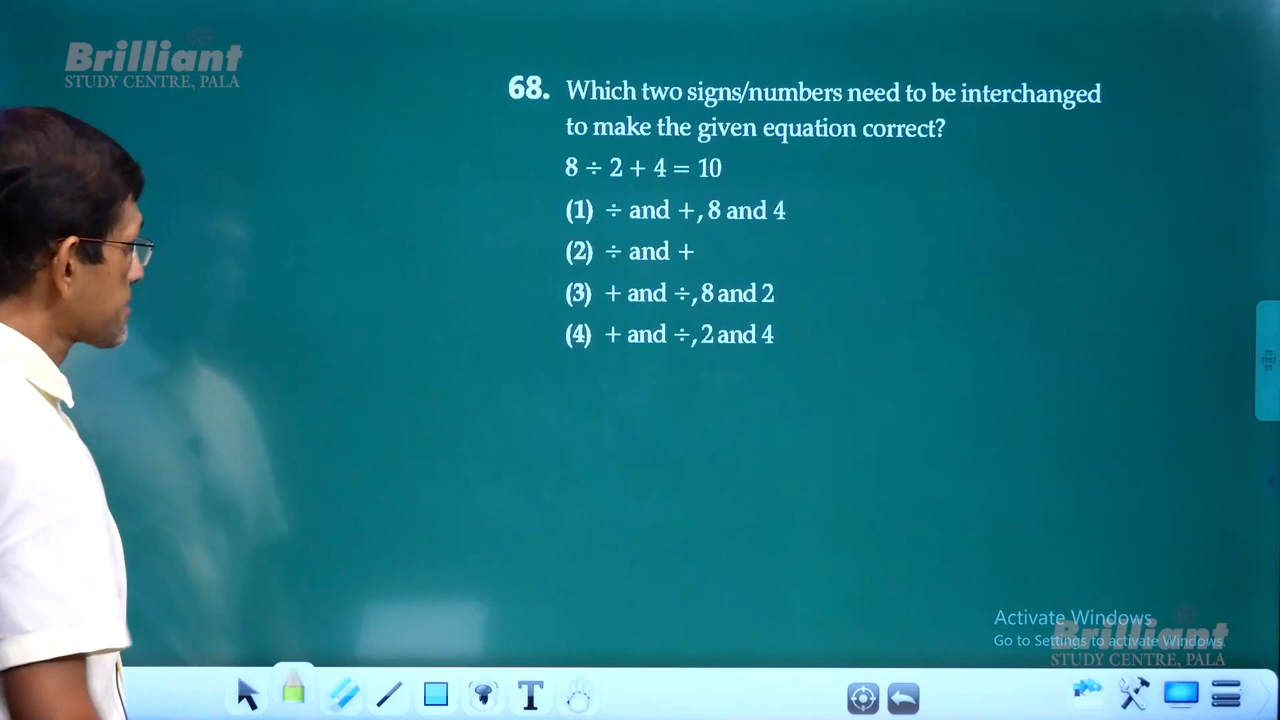 Brilliant
STUDY CENTRE, PALA
68. Which two signs/numbers need to be interchanged
to make the given equation correct?
8 ÷ 2 + 4 = 10
(1) ÷ and +, 8 and 4
(2) ÷ and +
(3) + and ÷, 8 and 2
(4) + and ÷, 2 and 4
Activate Windows
Go to Settings to activate Windows.
Brilliant
STUDY CENTRE, PALA
T